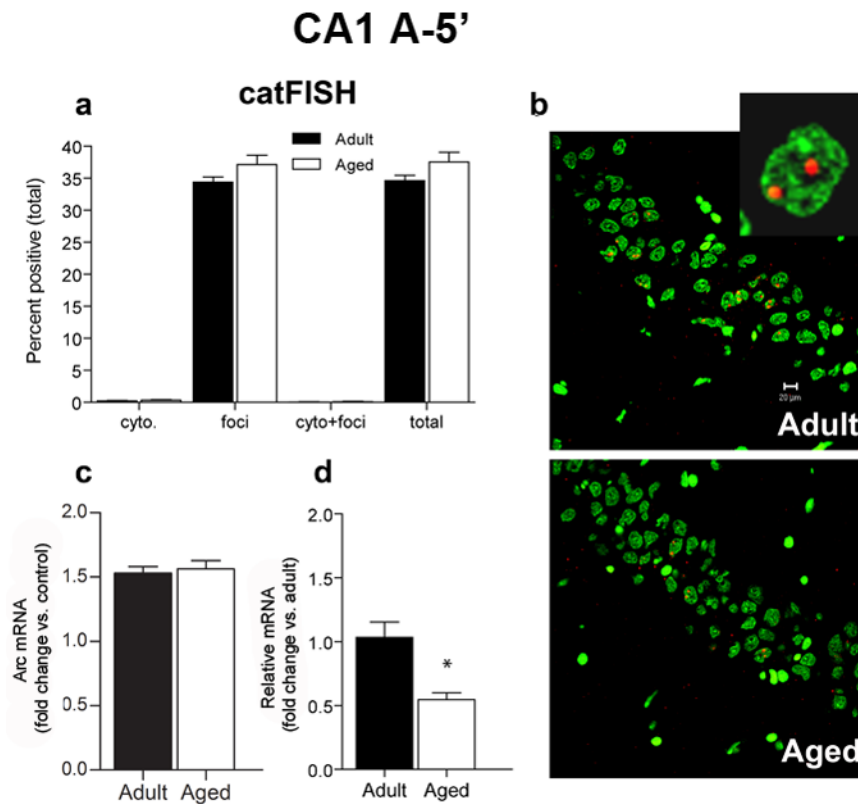 CA1 A-5’
a
catFISH
Adult
Aged
Percent positive (total)
40
35
30
25
20
15
10
5
0
cyto.
foci
cyto+foci
total
b
20 µm
Adult
Aged
c
Arc mRNA
(fold change vs. control)
2.0
1.5
1.0
0.5
0.0
Adult Aged
d
Relative mRNA
(fold change vs. adult)
2.0
1.5
1.0
0.5
0.0
*
Adult Aged